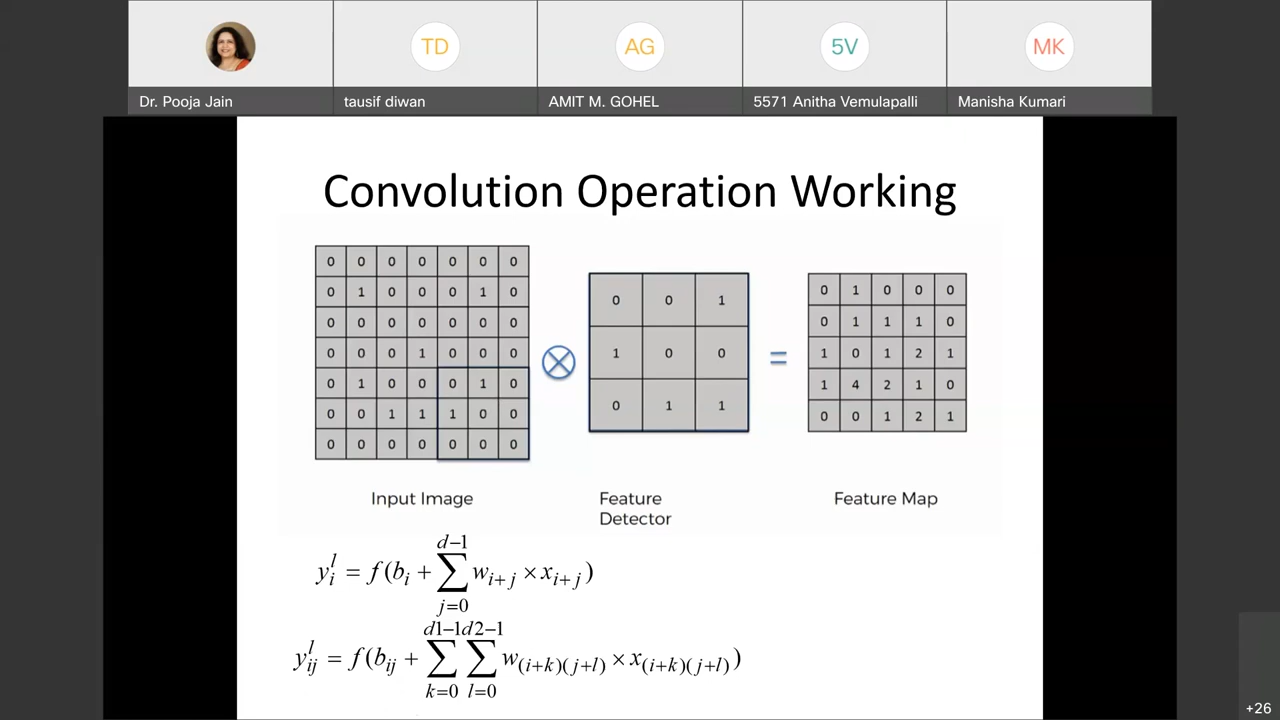 TD AG 5V MK
Dr. Pooja Jain tausif diwan AMIT M. GOHEL 5571 Anitha Vemulapalli Manisha Kumari
Convolution Operation Working
0 0 0 0 0 0 0
0 1 0 0 0 1 0
0 0 0 0 0 0 0
0 0 0 1 0 0 0
0 1 0 0 0 1 0
0 0 1 1 1 0 0
0 0 0 0 0 0 0
⊗
0 0 1
1 0 0
0 1 1
=
0 1 0 0 0
0 1 1 1 0
1 0 1 2 1
1 4 2 1 0
0 0 1 2 1
Input Image
Feature
Detector
Feature Map
y_i^l = f(b_i + ∑_{j=0}^{d−1} w_{i+j} × x_{i+j})
y_{ij}^l = f(b_{ij} + ∑_{k=0}^{d1−1} ∑_{l=0}^{d2−1} w_{(i+k)(j+l)} × x_{(i+k)(j+l)})
+26